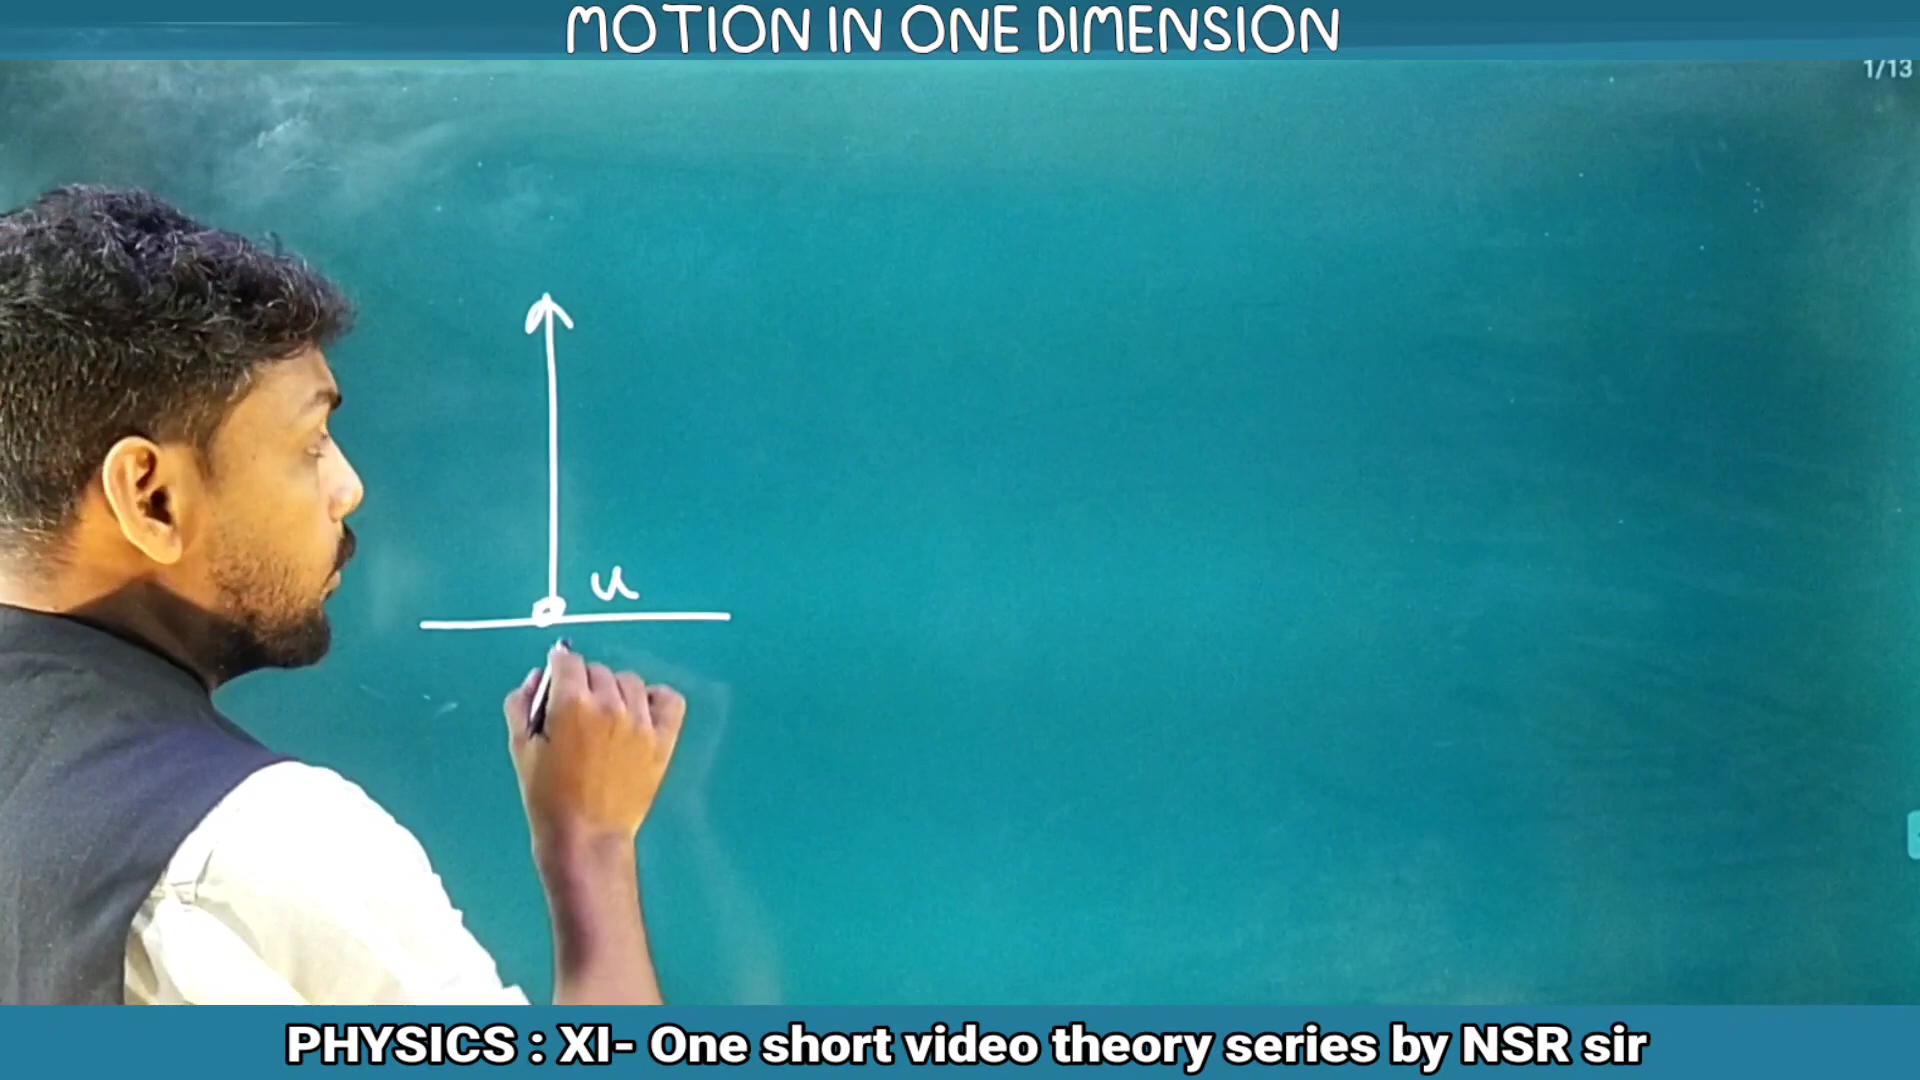 MOTION IN ONE DIMENSION
1/13
u
PHYSICS : XI- One short video theory series by NSR sir